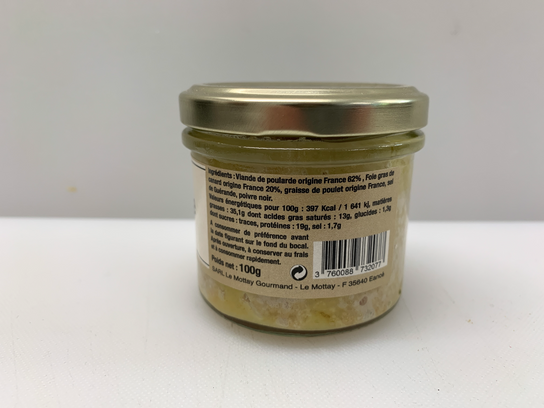 Ingrédients : Viande de poularde origine France 62% , Foie gras de
canard origine France 20%, graisse de poulet origine France, sel
de Guérande, poivre noir.
Valeurs énergétiques pour 100g : 397 Kcal / 1 641 kj, matières
grasses : 35,1g dont acides gras saturés : 13g, glucides : 1,3g
dont sucres : traces, protéines : 19g, sel : 1,7g
A consommer de préférence avant
la date figurant sur le fond du bocal.
Après ouverture, à conserver au frais
et à consommer rapidement.
Poids net : 100g
3 760088 732077
SARL Le Mottay Gourmand - Le Mottay - F 35640 Eancé